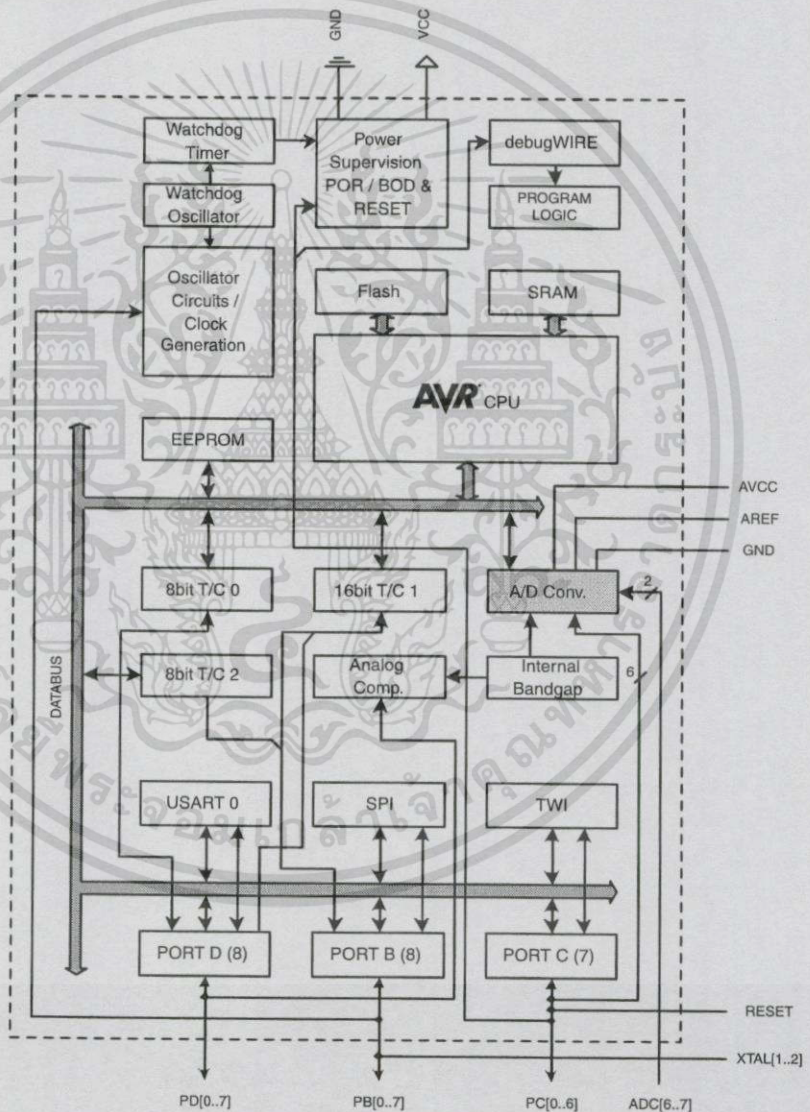 GND
VCC
Watchdog
Timer
Power
Supervision
POR / BOD &
RESET
debugWIRE
Watchdog
Oscillator
PROGRAM
LOGIC
Oscillator
Circuits /
Clock
Generation
Flash
SRAM
AVR CPU
EEPROM
AVCC
AREF
GND
8bit T/C 0
16bit T/C 1
A/D Conv.
2
DATABUS
8bit T/C 2
Analog
Comp.
Internal
Bandgap
6
USART 0
SPI
TWI
PORT D (8)
PORT B (8)
PORT C (7)
RESET
XTAL[1..2]
PD[0..7]
PB[0..7]
PC[0..6]
ADC[6..7]